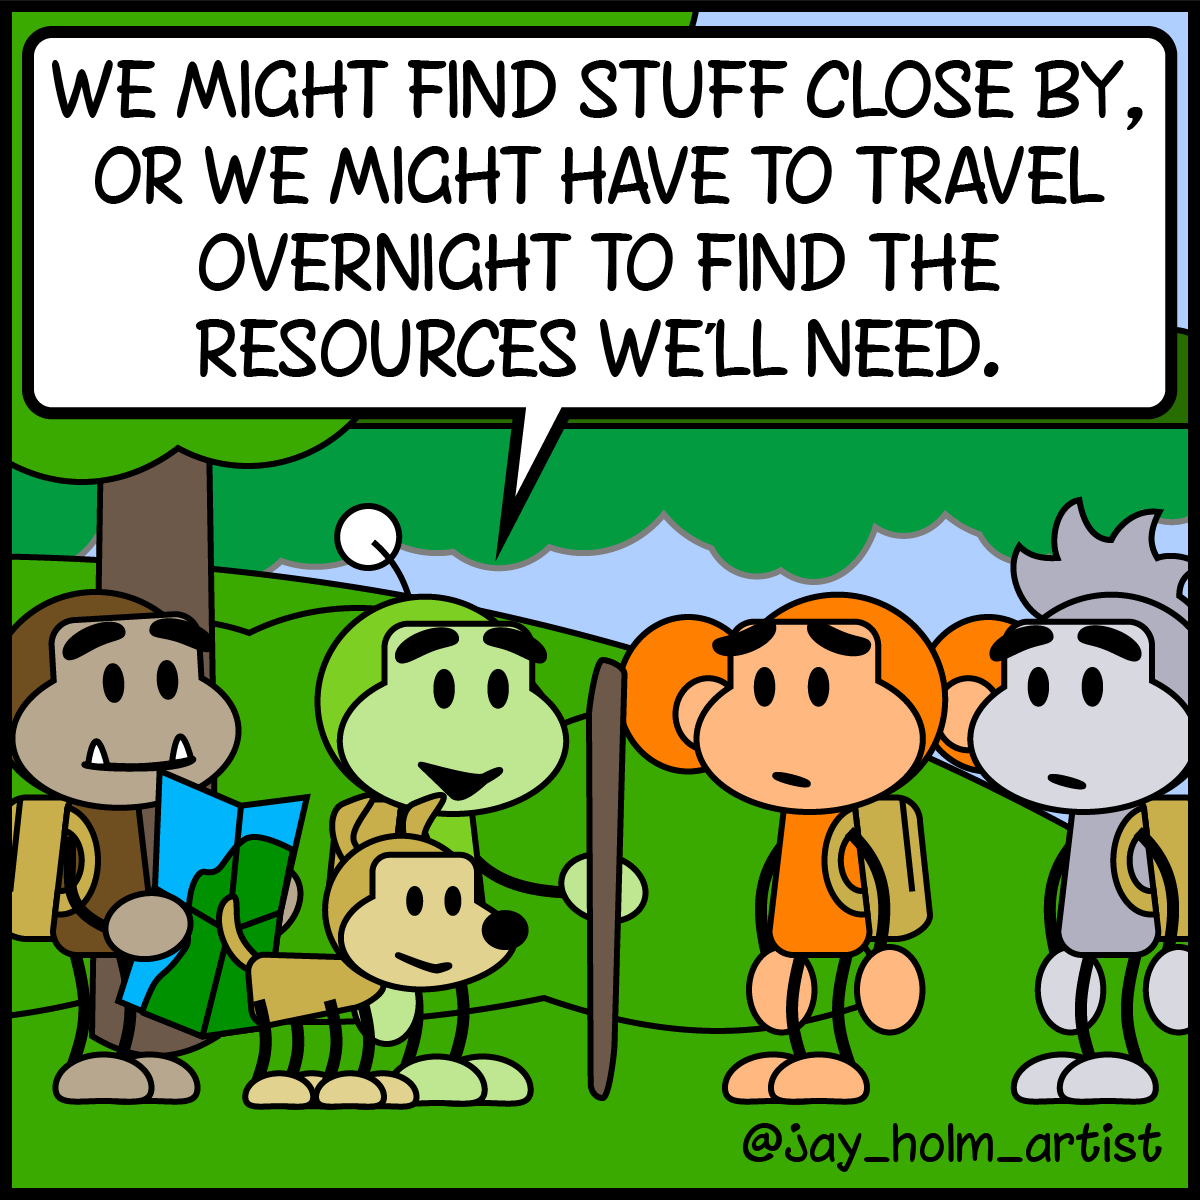 WE MIGHT FIND STUFF CLOSE BY,
OR WE MIGHT HAVE TO TRAVEL
OVERNIGHT TO FIND THE
RESOURCES WE'LL NEED.
@jay_holm_artist